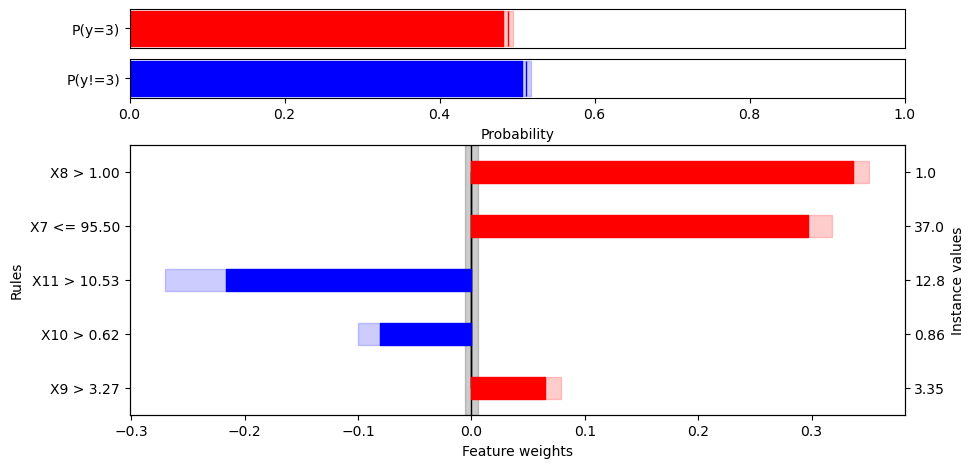 P(y=3)
P(y!=3)
0.0 0.2 0.4 0.6 0.8 1.0
Probability
X8 > 1.00 1.0
X7 <= 95.50 37.0
X11 > 10.53 12.8
X10 > 0.62 0.86
X9 > 3.27 3.35
Rules
Instance values
−0.3 −0.2 −0.1 0.0 0.1 0.2 0.3
Feature weights